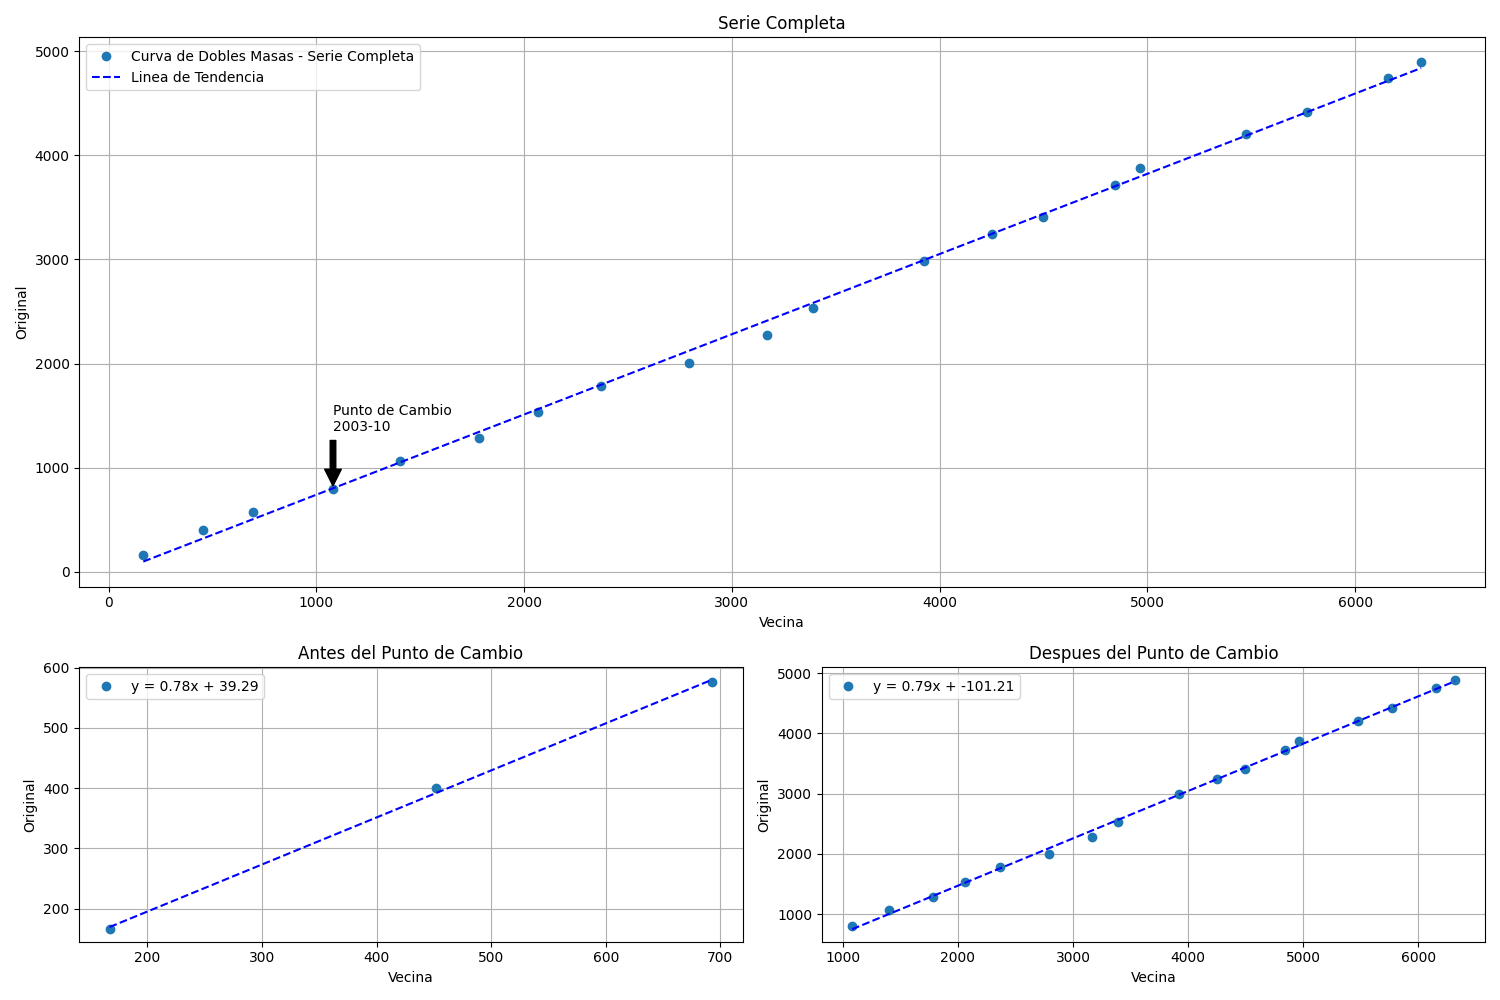 Serie Completa
Curva de Dobles Masas - Serie Completa
Linea de Tendencia
5000
4000
3000
2000
1000
0
Original
Punto de Cambio
2003-10
0
1000
2000
3000
4000
5000
6000
Vecina
Antes del Punto de Cambio
y = 0.78x + 39.29
600
500
400
300
200
Original
200
300
400
500
600
700
Vecina
Despues del Punto de Cambio
y = 0.79x + -101.21
5000
4000
3000
2000
1000
Original
1000
2000
3000
4000
5000
6000
Vecina